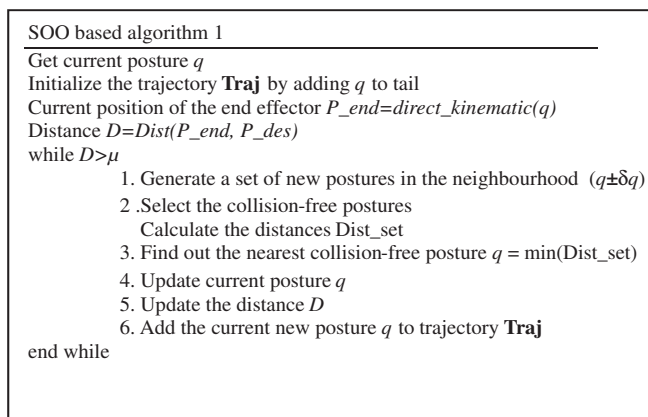 SOO based algorithm 1
Get current posture q
Initialize the trajectory Traj by adding q to tail
Current position of the end effector P_end=direct_kinematic(q)
Distance D=Dist(P_end, P_des)
while D>μ
1. Generate a set of new postures in the neighbourhood (q±δq)
2 .Select the collision-free postures
Calculate the distances Dist_set
3. Find out the nearest collision-free posture q = min(Dist_set)
4. Update current posture q
5. Update the distance D
6. Add the current new posture q to trajectory Traj
end while